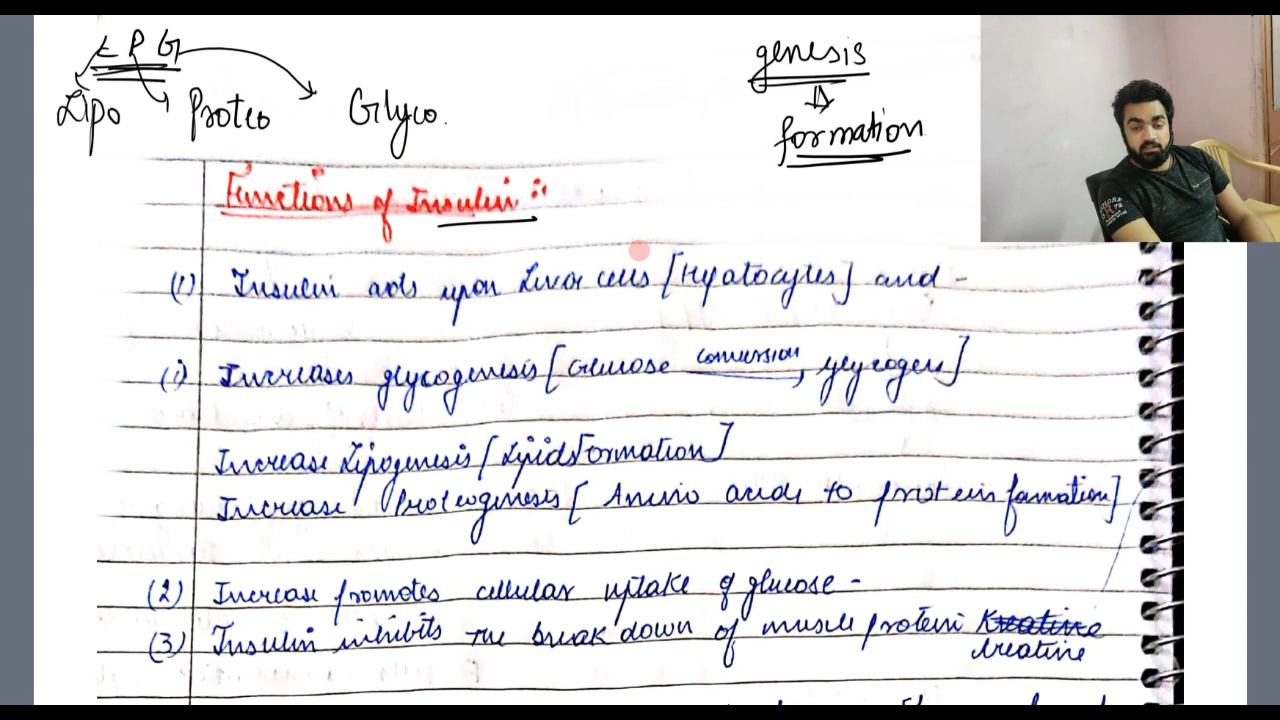 L P G
Lipo Proteo Glyco.
genesis
formation
Functions of Insulin :-
(1) Insulin acts upon Liver cells [Hepatocytes] and -
(i) Increases glycogenesis [Glucose conversion glycogen]
Increase Lipogenesis [Lipids Formation]
Increase Proteogenesis [Amino acids to protein formation]
(2) Increase promotes cellular uptake of glucose -
(3) Insulin inhibits the break down of muscle protein Kreatine
creatine